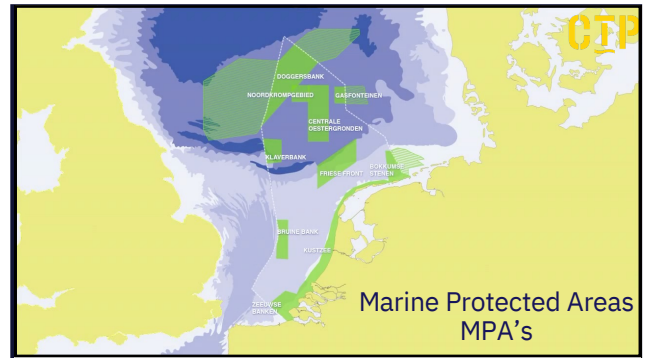 CTP
DOGGERSBANK
NOORDKROMPGEBIED
GASFONTEINEN
CENTRALE
OESTERGRONDEN
KLAVERBANK
BORKUMSE
STENEN
FRIESE FRONT
BRUINE BANK
KUSTZEE
ZEEUWSE
BANKEN
Marine Protected Areas
MPA's